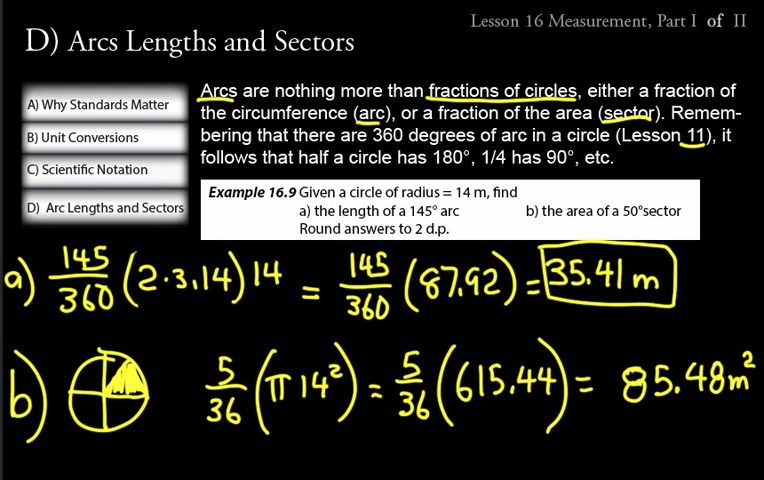 Lesson 16 Measurement, Part I of II
D) Arcs Lengths and Sectors
A) Why Standards Matter
B) Unit Conversions
C) Scientific Notation
D) Arc Lengths and Sectors
Arcs are nothing more than fractions of circles, either a fraction of
the circumference (arc), or a fraction of the area (sector). Remem-
bering that there are 360 degrees of arc in a circle (Lesson 11), it
follows that half a circle has 180°, 1/4 has 90°, etc.
Example 16.9 Given a circle of radius = 14 m, find
a) the length of a 145° arc b) the area of a 50°sector
Round answers to 2 d.p.
a) 145/360 (2·3.14)14 = 145/360 (87.92) = 35.41 m
b) 5/36 (π 14²) = 5/36 (615.44) = 85.48m²